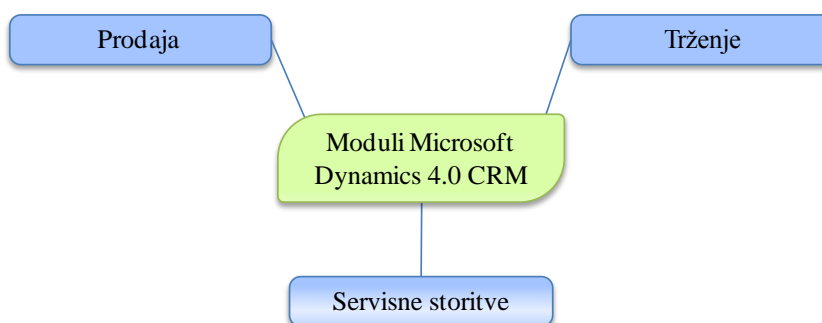 Prodaja
Trženje
Moduli Microsoft
Dynamics 4.0 CRM
Servisne storitve